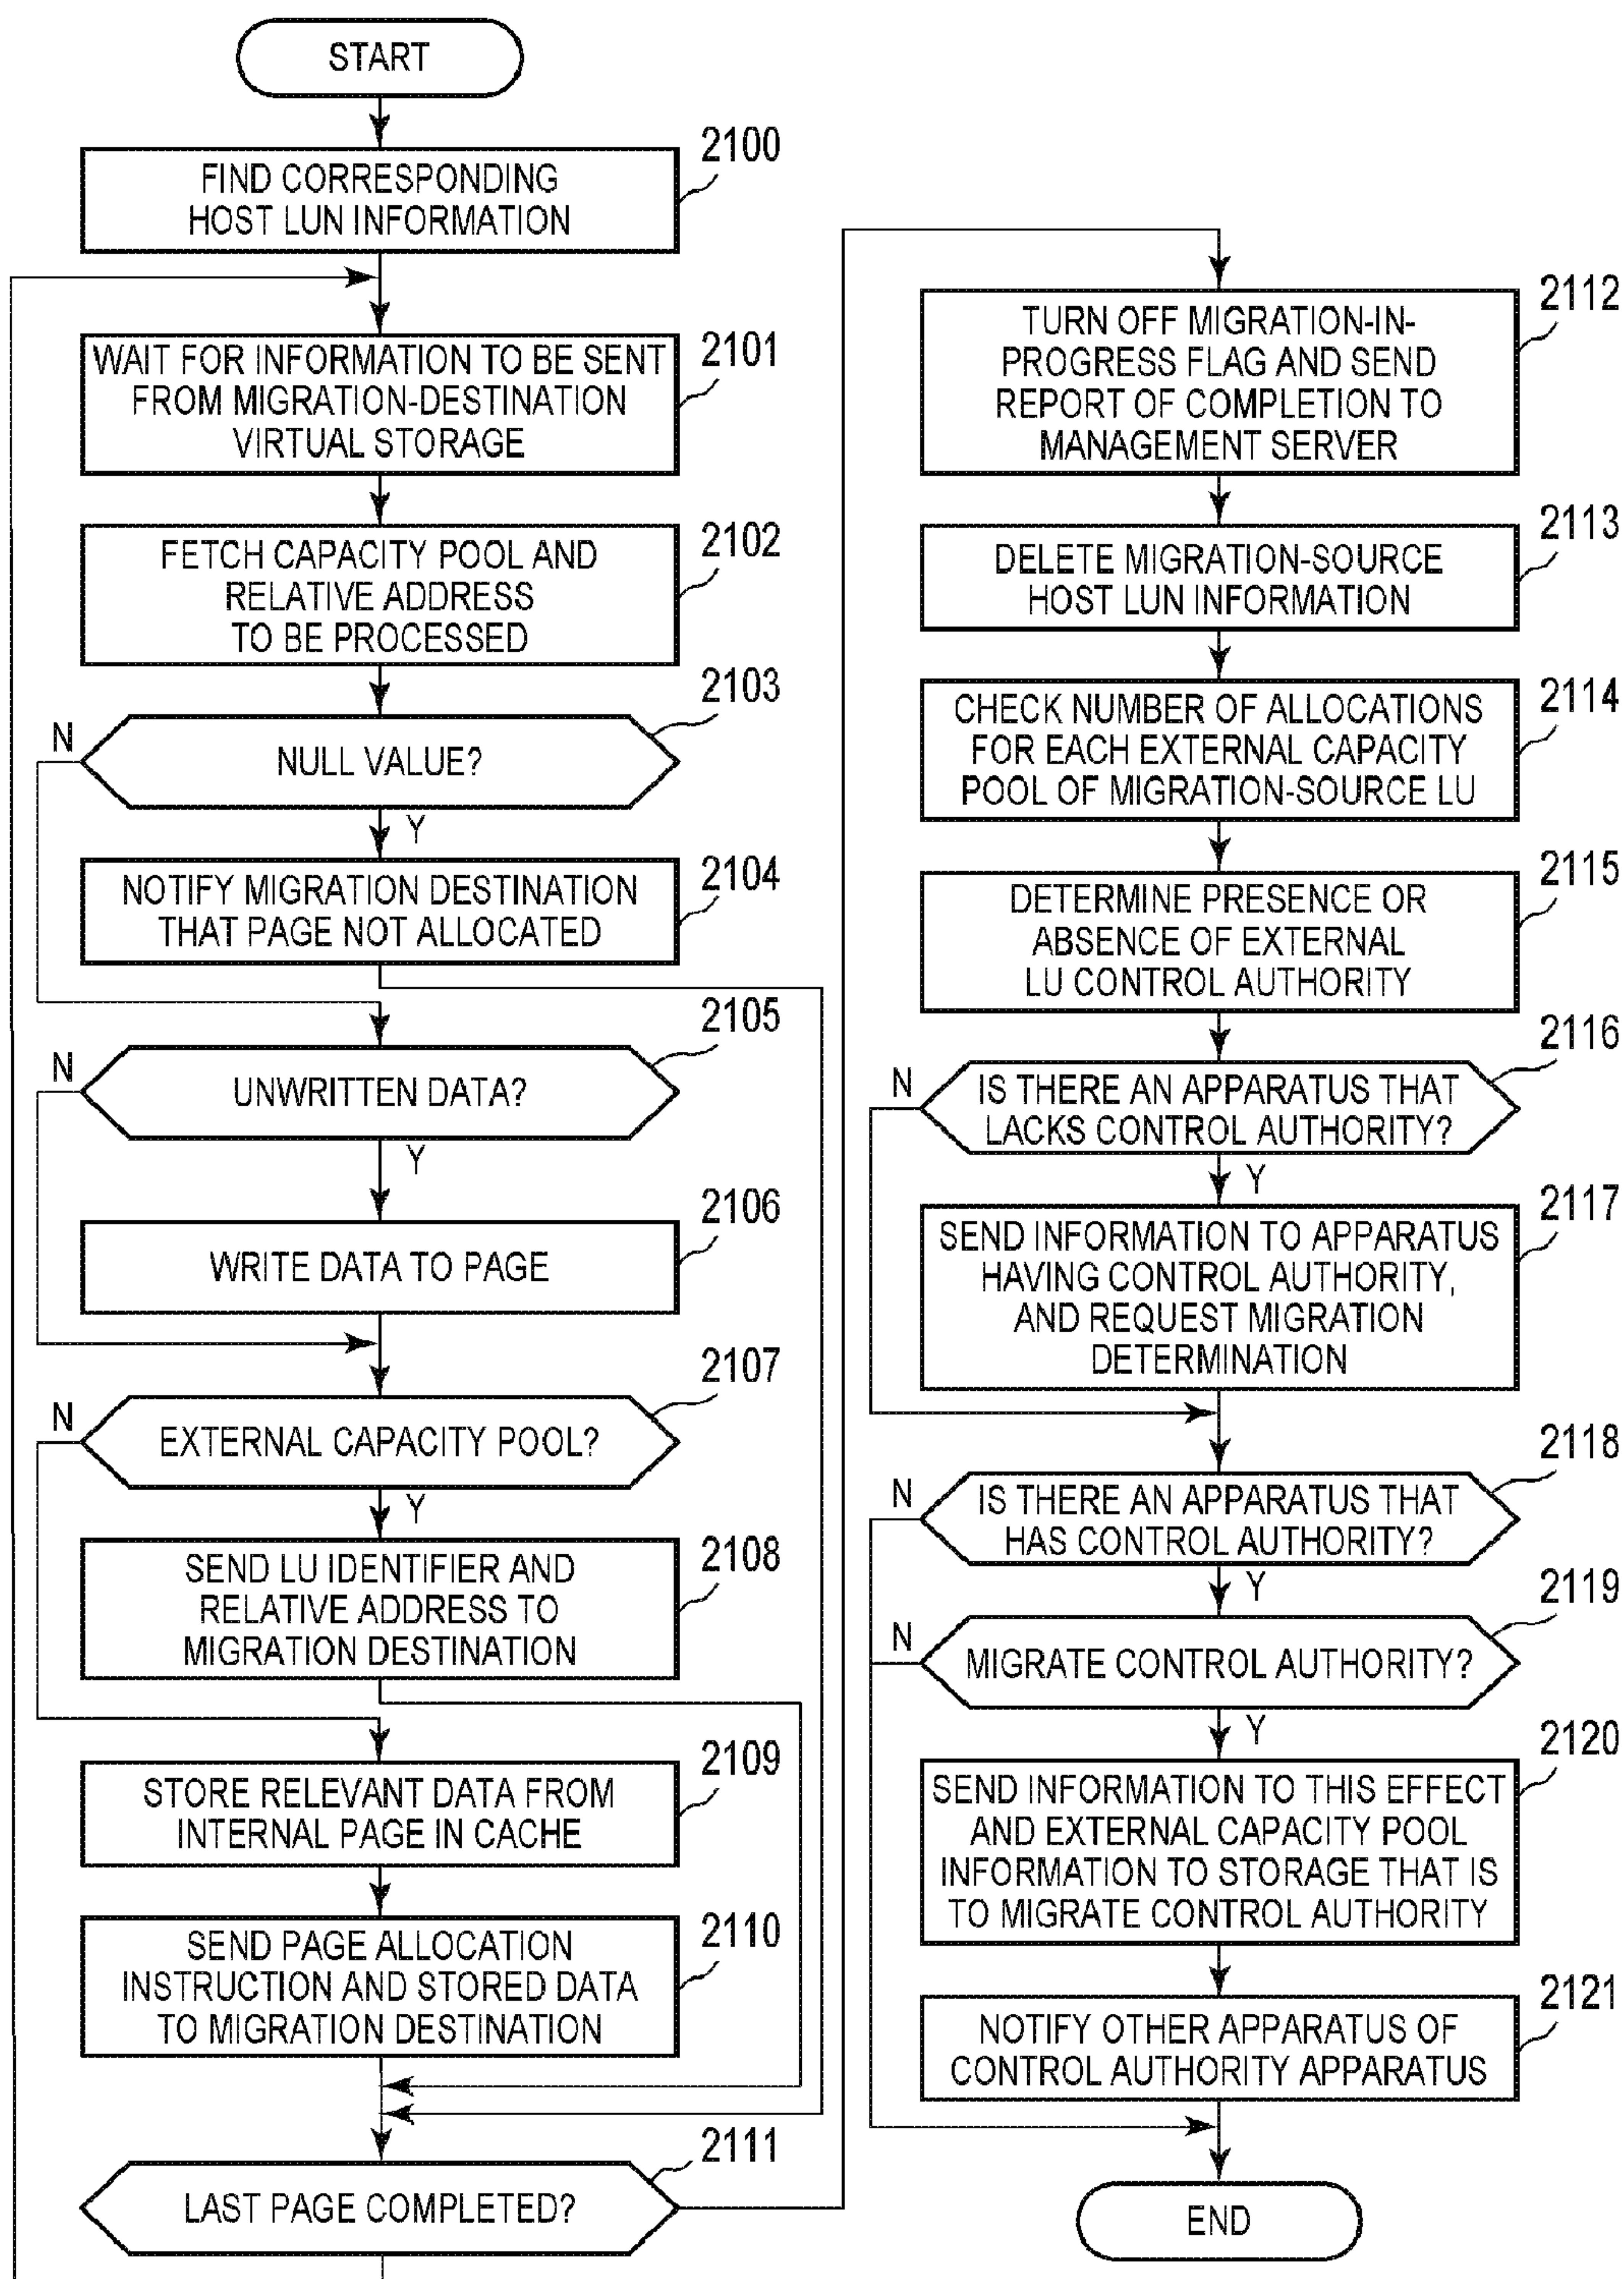 START
2100
FIND CORRESPONDING
HOST LUN INFORMATION
2101
WAIT FOR INFORMATION TO BE SENT
FROM MIGRATION-DESTINATION
VIRTUAL STORAGE
2102
FETCH CAPACITY POOL AND
RELATIVE ADDRESS
TO BE PROCESSED
2103
N
NULL VALUE?
Y
2104
NOTIFY MIGRATION DESTINATION
THAT PAGE NOT ALLOCATED
2105
N
UNWRITTEN DATA?
Y
2106
WRITE DATA TO PAGE
2107
N
EXTERNAL CAPACITY POOL?
Y
2108
SEND LU IDENTIFIER AND
RELATIVE ADDRESS TO
MIGRATION DESTINATION
2109
STORE RELEVANT DATA FROM
INTERNAL PAGE IN CACHE
2110
SEND PAGE ALLOCATION
INSTRUCTION AND STORED DATA
TO MIGRATION DESTINATION
2111
LAST PAGE COMPLETED?
2112
TURN OFF MIGRATION-IN-
PROGRESS FLAG AND SEND
REPORT OF COMPLETION TO
MANAGEMENT SERVER
2113
DELETE MIGRATION-SOURCE
HOST LUN INFORMATION
2114
CHECK NUMBER OF ALLOCATIONS
FOR EACH EXTERNAL CAPACITY
POOL OF MIGRATION-SOURCE LU
2115
DETERMINE PRESENCE OR
ABSENCE OF EXTERNAL
LU CONTROL AUTHORITY
2116
N
IS THERE AN APPARATUS THAT
LACKS CONTROL AUTHORITY?
Y
2117
SEND INFORMATION TO APPARATUS
HAVING CONTROL AUTHORITY,
AND REQUEST MIGRATION
DETERMINATION
2118
N
IS THERE AN APPARATUS THAT
HAS CONTROL AUTHORITY?
Y
2119
N
MIGRATE CONTROL AUTHORITY?
Y
2120
SEND INFORMATION TO THIS EFFECT
AND EXTERNAL CAPACITY POOL
INFORMATION TO STORAGE THAT IS
TO MIGRATE CONTROL AUTHORITY
2121
NOTIFY OTHER APPARATUS OF
CONTROL AUTHORITY APPARATUS
END